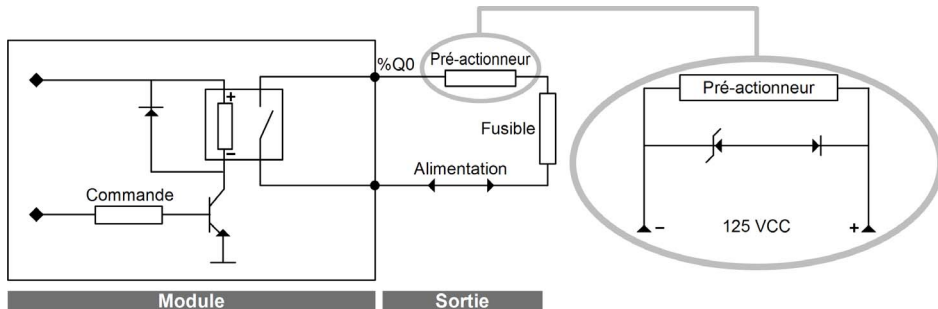 %Q0
Pré-actionneur
+
-
Fusible
Alimentation
Commande
Module
Sortie
Pré-actionneur
- 125 VCC +